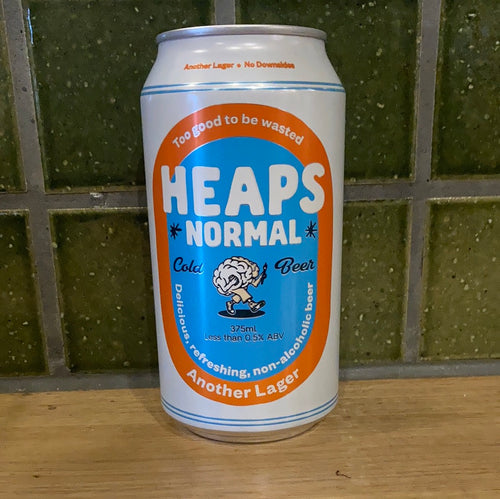 Another Lager • No Downsides
Too good to be wasted
HEAPS
NORMAL
Cold Beer
375ml
Less than 0.5% ABV
Delicious, refreshing, non-alcoholic beer
Another Lager